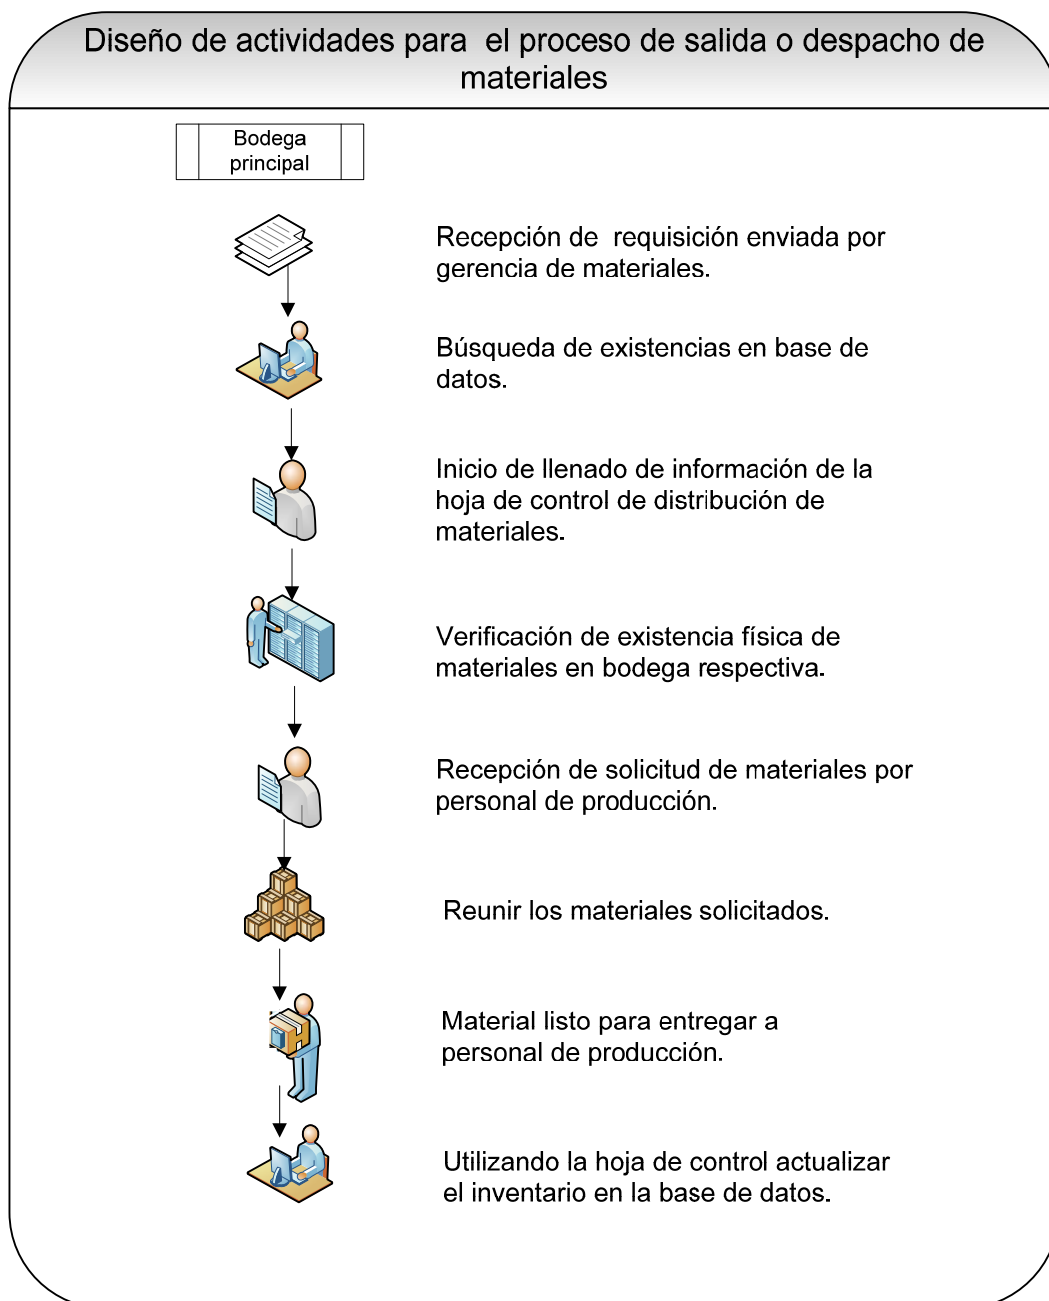 Diseño de actividades para el proceso de salida o despacho de
materiales
Bodega
principal
Recepción de requisición enviada por
gerencia de materiales.
Búsqueda de existencias en base de
datos.
Inicio de llenado de información de la
hoja de control de distribución de
materiales.
Verificación de existencia física de
materiales en bodega respectiva.
Recepción de solicitud de materiales por
personal de producción.
Reunir los materiales solicitados.
Material listo para entregar a
personal de producción.
Utilizando la hoja de control actualizar
el inventario en la base de datos.